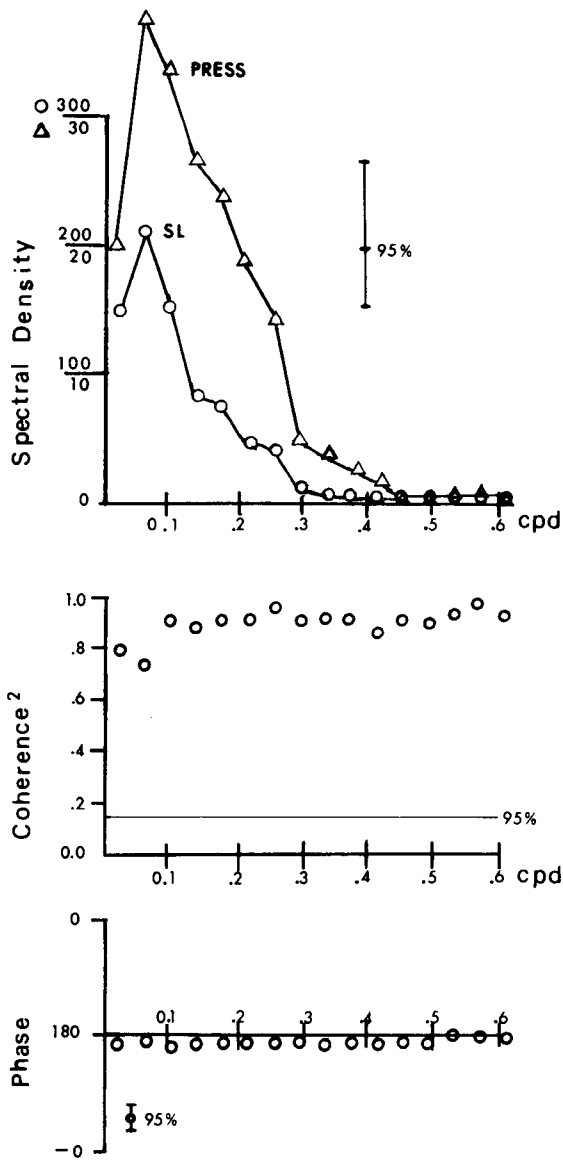 PRESS
○ 300
△ 30
SL
200
20
95%
100
10
0
Spectral Density
0.1 .2 .3 .4 .5 .6 cpd
1.0
.8
.6
.4
.2
0.0
Coherence²
95%
0.1 .2 .3 .4 .5 .6 cpd
0
0.1 .2 .3 .4 .5 .6
180
Phase
95%
-0